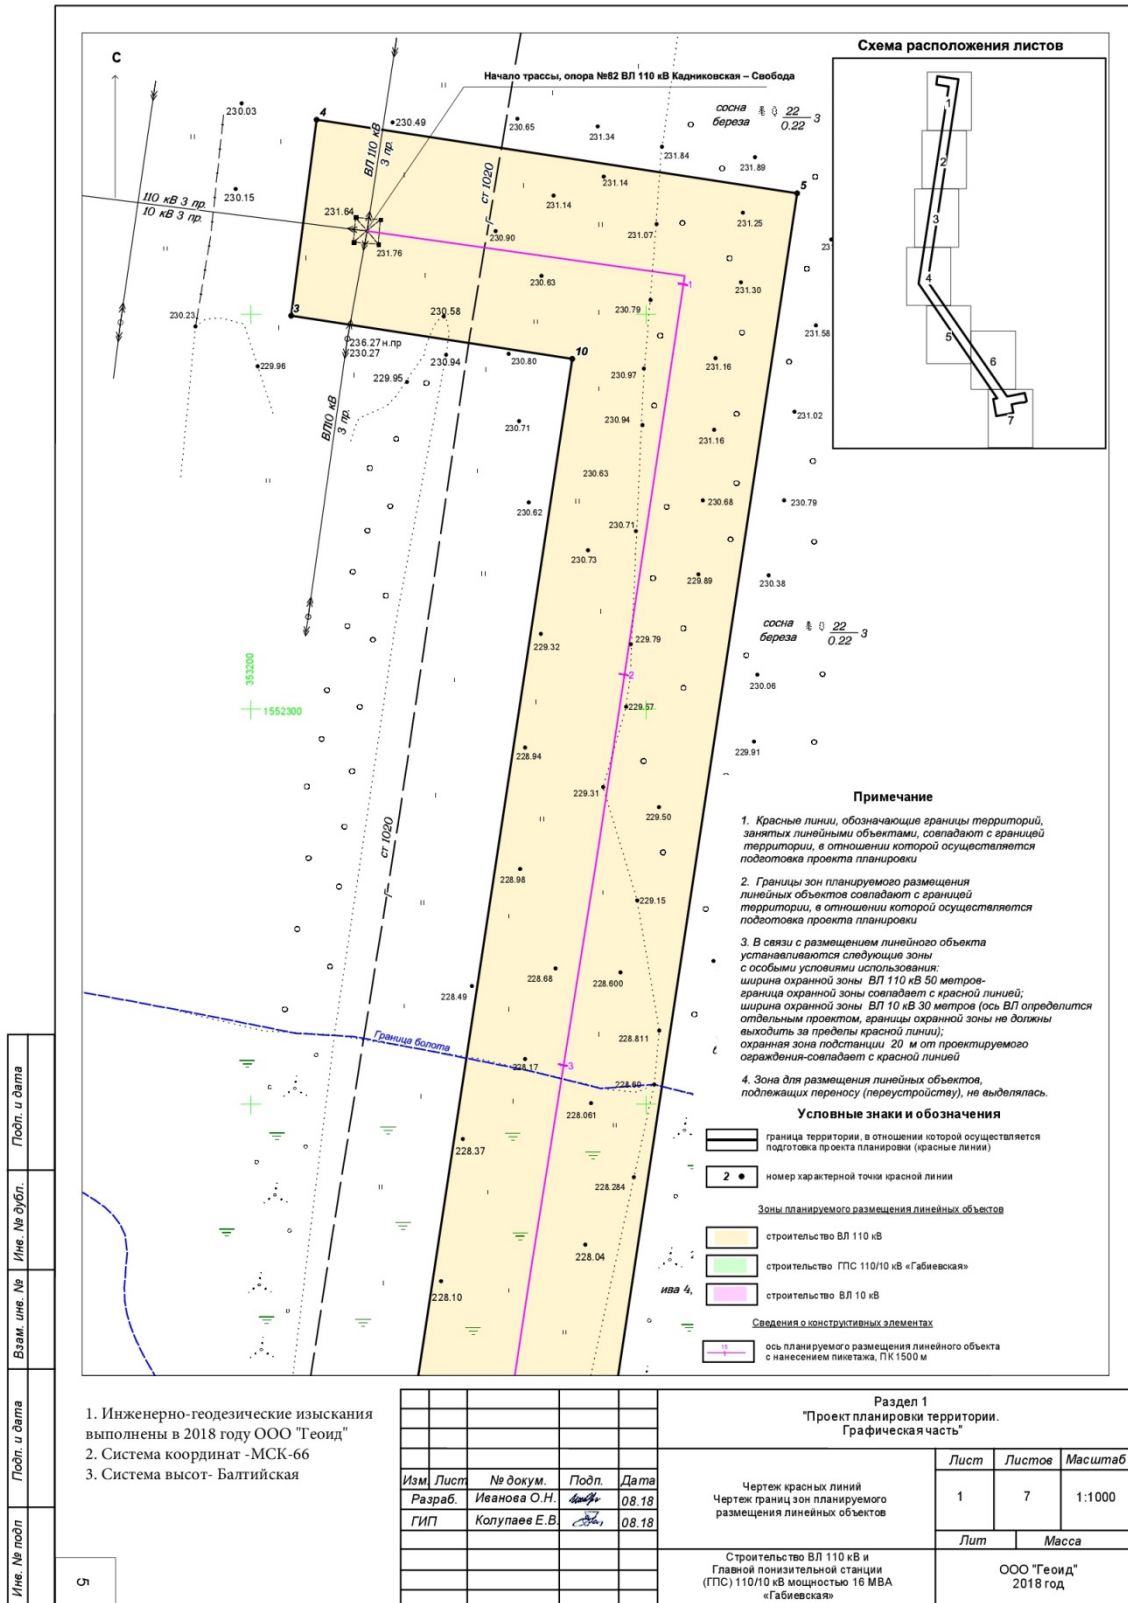 Схема расположения листов
1
2
3
4
5
6
7
С
Начало трассы, опора №82 ВЛ 110 кВ Кадниковская – Свобода
сосна
береза
22
0.22
3
230.03
4
230.49
230.65
231.34
231.84
231.89
ВЛ 110 кВ
3 пр.
Г
ст 1020
231.14
231.14
5
230.15
110 кВ 3 пр.
10 кВ 3 пр.
231.64
231.25
231.07
230.90
231.76
23
230.63
231.30
1
230.79
230.58
3
230.23
231.58
236.27 н.пр
230.27
230.94
230.80
10
231.16
229.96
229.95
230.97
ВЛ10 кВ
3 пр.
230.71
230.94
231.02
231.16
230.63
230.62
230.68
230.79
230.71
230.73
229.89
230.38
сосна
береза
22
0.22
3
229.32
229.79
353200
2
230.06
1552300
229.57
228.94
229.91
229.31
229.50
Г
ст 1020
228.98
229.15
228.68
228.600
228.49
228.811
Граница болота
228.17
3
228.60
228.061
228.37
228.284
228.04
228.10
ива 4,
Примечание
1. Красные линии, обозначающие границы территорий,
занятых линейными объектами, совпадают с границей
территории, в отношении которой осуществляется
подготовка проекта планировки
2. Границы зон планируемого размещения
линейных объектов совпадают с границей
территории, в отношении которой осуществляется
подготовка проекта планировки
3. В связи с размещением линейного объекта
устанавливаются следующие зоны
с особыми условиями использования:
ширина охранной зоны ВЛ 110 кВ 50 метров-
граница охранной зоны совпадает с красной линией;
ширина охранной зоны ВЛ 10 кВ 30 метров (ось ВЛ определится
отдельным проектом, границы охранной зоны не должны
выходить за пределы красной линии);
охранная зона подстанции 20 м от проектируемого
ограждения-совпадает с красной линией
4. Зона для размещения линейных объектов,
подлежащих переносу (переустройству), не выделялась.
Условные знаки и обозначения
граница территории, в отношении которой осуществляется
подготовка проекта планировки (красные линии)
2
номер характерной точки красной линии
Зоны планируемого размещения линейных объектов
строительство ВЛ 110 кВ
строительство ГПС 110/10 кВ «Габиевская»
строительство ВЛ 10 кВ
Сведения о конструктивных элементах
15
ось планируемого размещения линейного объекта
с нанесением пикетажа, ПК 1500 м
1. Инженерно-геодезические изыскания
выполнены в 2018 году ООО "Геоид"
2. Система координат -МСК-66
3. Система высот- Балтийская
Подп. и дата
Инв. № дубл.
Взам. инв. №
Подп. и дата
Инв. № подл
5
Изм. Лист № докум. Подп. Дата
Разраб. Иванова О.Н. 08.18
ГИП Колупаев Е.В. 08.18
Раздел 1
"Проект планировки территории.
Графическая часть"
Чертеж красных линий
Чертеж границ зон планируемого
размещения линейных объектов
Лист Листов Масштаб
1 7 1:1000
Лит Масса
Строительство ВЛ 110 кВ и
Главной понизительной станции
(ГПС) 110/10 кВ мощностью 16 МВА
«Габиевская»
ООО "Геоид"
2018 год